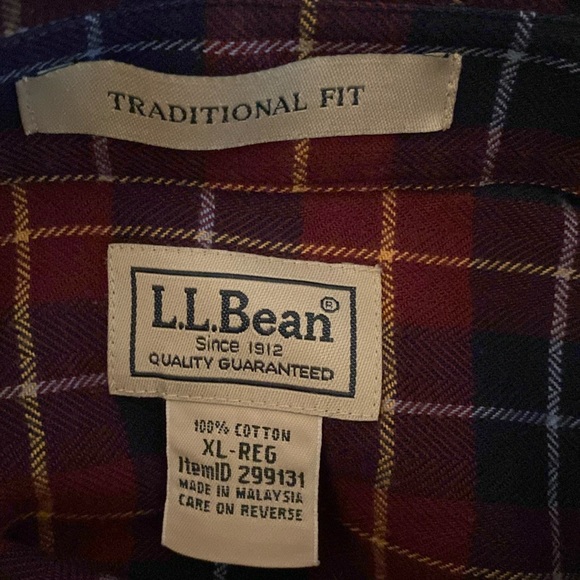 TRADITIONAL FIT
L.L.Bean®
Since 1912
QUALITY GUARANTEED
100% COTTON
XL-REG
ItemID 299131
MADE IN MALAYSIA
CARE ON REVERSE